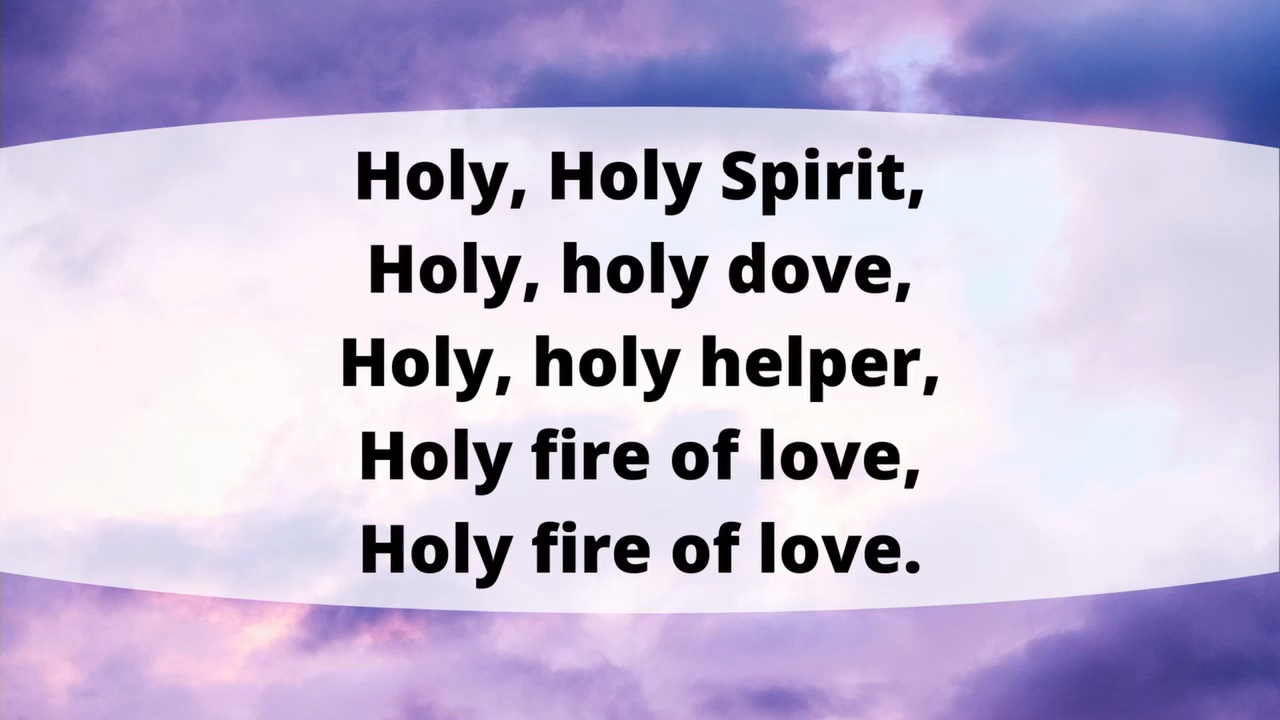 Holy, Holy Spirit,
Holy, holy dove,
Holy, holy helper,
Holy fire of love,
Holy fire of love.